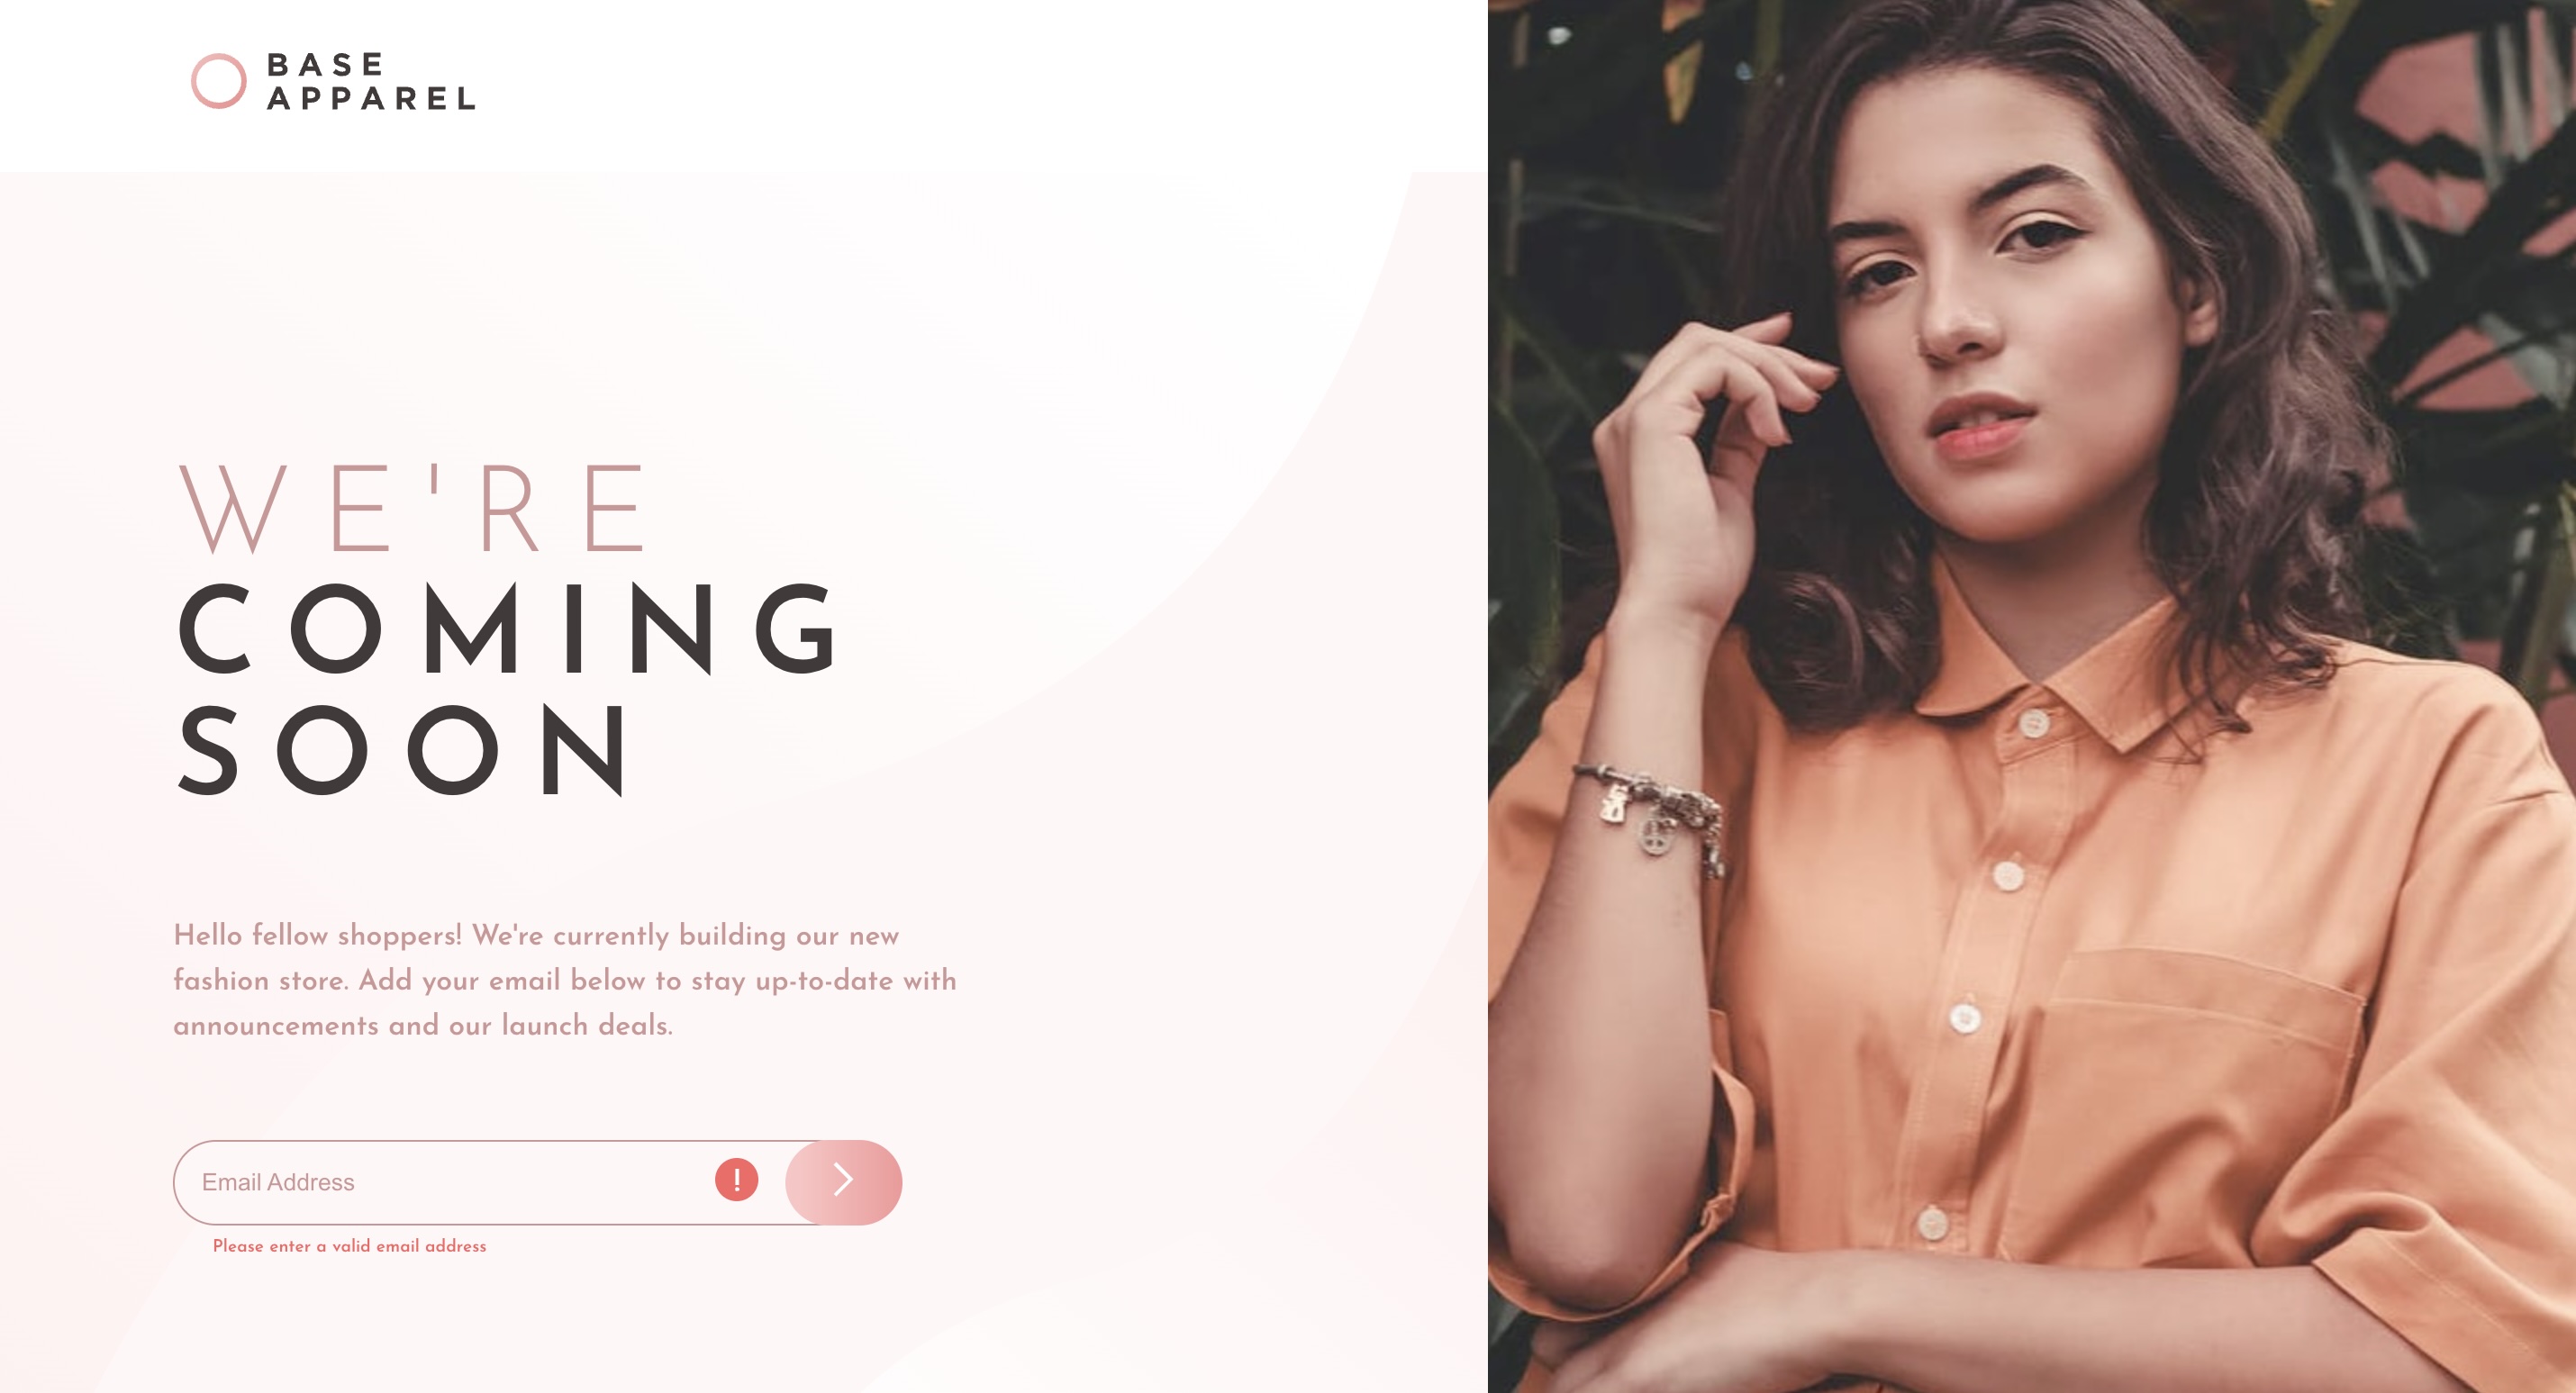 BASE
APPAREL
WE'RE
COMING
SOON
Hello fellow shoppers! We're currently building our new
fashion store. Add your email below to stay up-to-date with
announcements and our launch deals.
Email Address
!
Please enter a valid email address